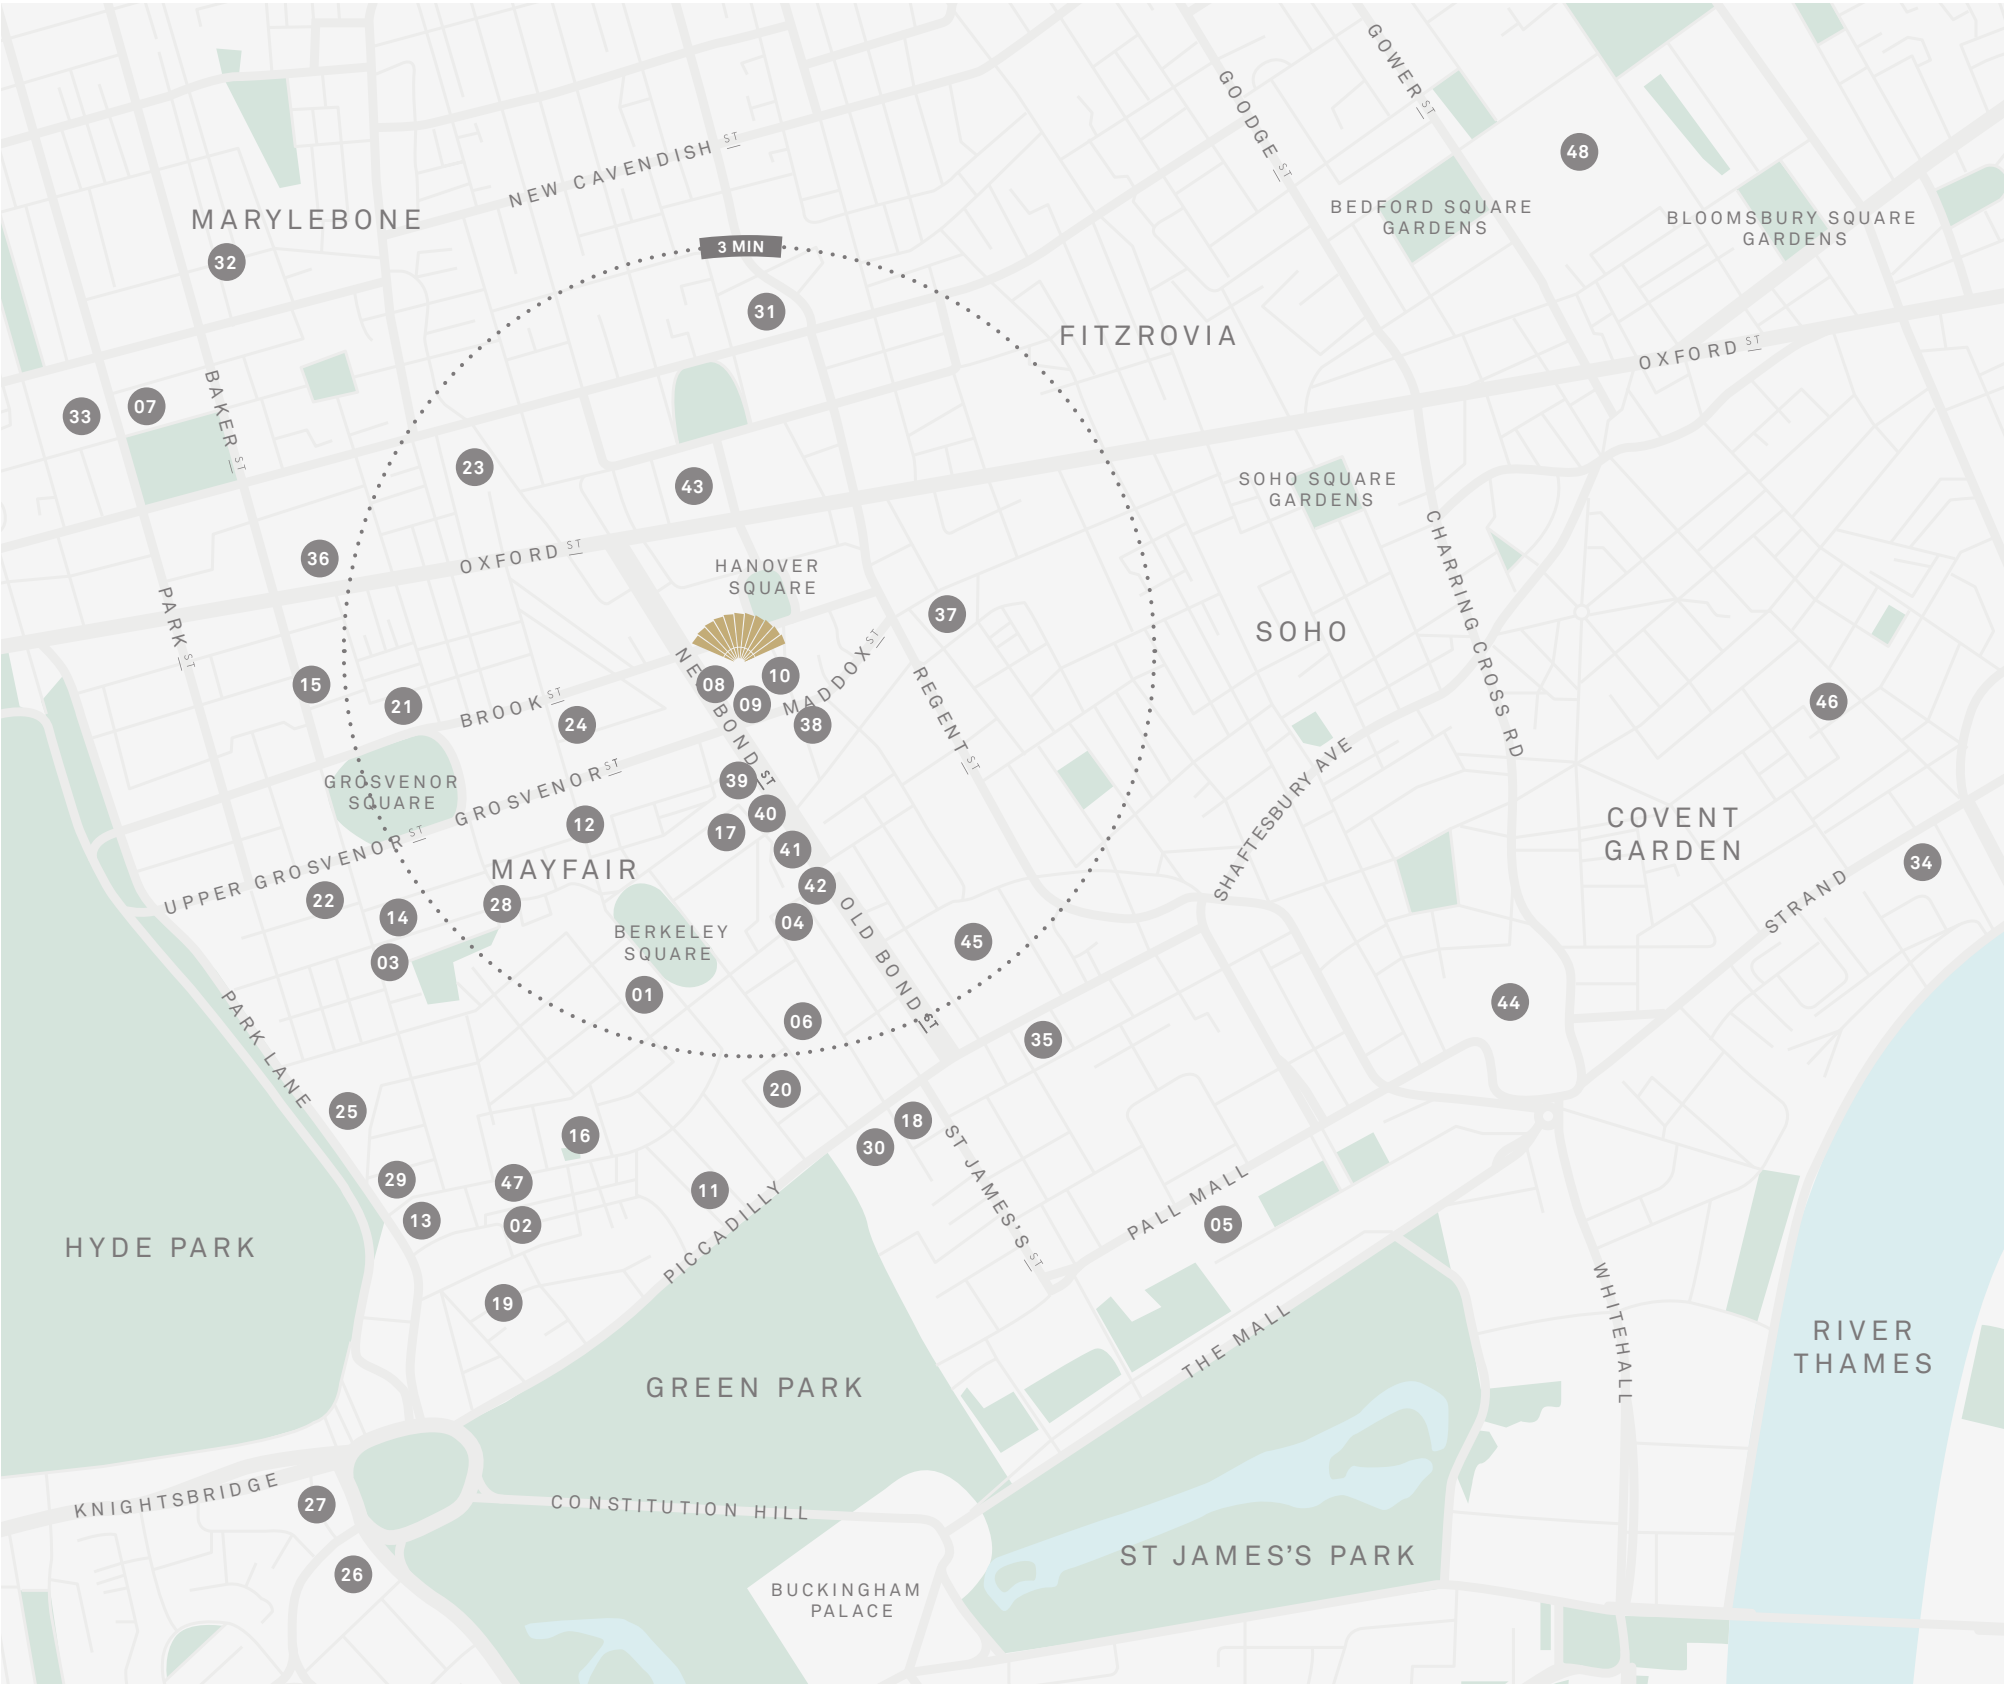 GOWER ST
GOODGE ST
48
NEW CAVENDISH ST
MARYLEBONE
BEDFORD SQUARE
GARDENS
BLOOMSBURY SQUARE
GARDENS
3 MIN
32
31
FITZROVIA
OXFORD ST
33
07
BAKER ST
23
43
SOHO SQUARE
GARDENS
36
OXFORD ST
HANOVER
SQUARE
CHARRING CROSS RD
PARK ST
37
SOHO
15
21
BROOK ST
24
NE
08
10
09
BOND ST
MADDOX ST
38
REGENT ST
46
GROSVENOR
SQUARE
GROSVENOR ST
39
SHAFTESBURY AVE
UPPER GROSVENOR ST
12
17
40
41
COVENT
GARDEN
MAYFAIR
34
22
14
28
42
04
OLD BOND ST
STRAND
BERKELEY
SQUARE
45
03
01
06
44
PARK LANE
35
20
25
16
18
30
ST JAMES'S ST
29
47
11
13
02
PICCADILLY
PALL MALL
05
HYDE PARK
19
WHITEHALL
THE MALL
RIVER
THAMES
GREEN PARK
KNIGHTSBRIDGE
27
CONSTITUTION HILL
26
ST JAMES’S PARK
BUCKINGHAM
PALACE